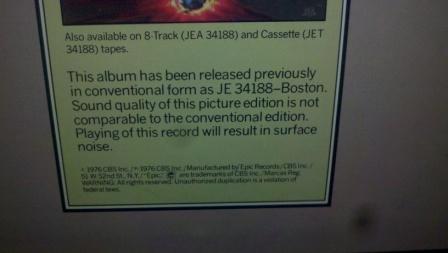 Also available on 8-Track (JEA 34188) and Cassette (JET
34188) tapes.
This album has been released previously
in conventional form as JE 34188–Boston.
Sound quality of this picture edition is not
comparable to the conventional edition.
Playing of this record will result in surface
noise.
© 1976 CBS Inc./℗ 1976 CBS Inc./Manufactured by Epic Records/CBS Inc./
51 W. 52nd St., N.Y./"Epic," are trademarks of CBS Inc./Marcas Reg.
WARNING: All rights reserved. Unauthorized duplication is a violation of
federal laws.